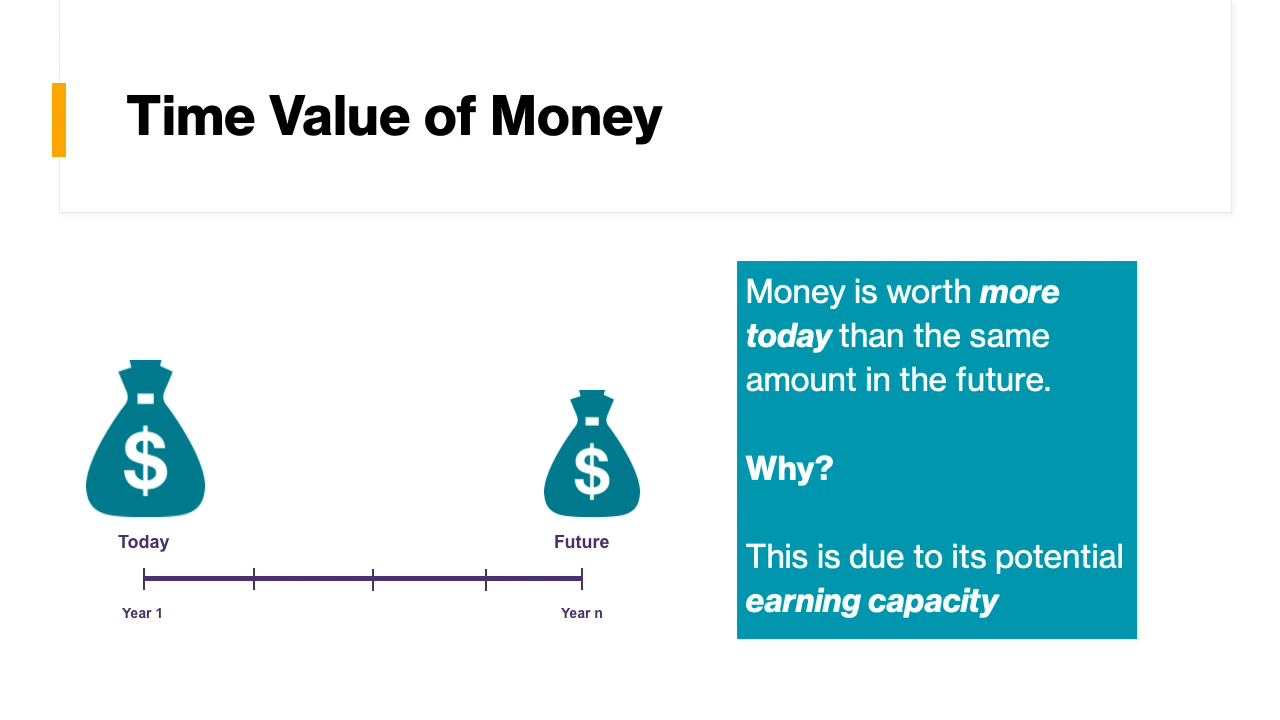 Time Value of Money
$
$
Today
Future
Year 1
Year n
Money is worth more
today than the same
amount in the future.
Why?
This is due to its potential
earning capacity